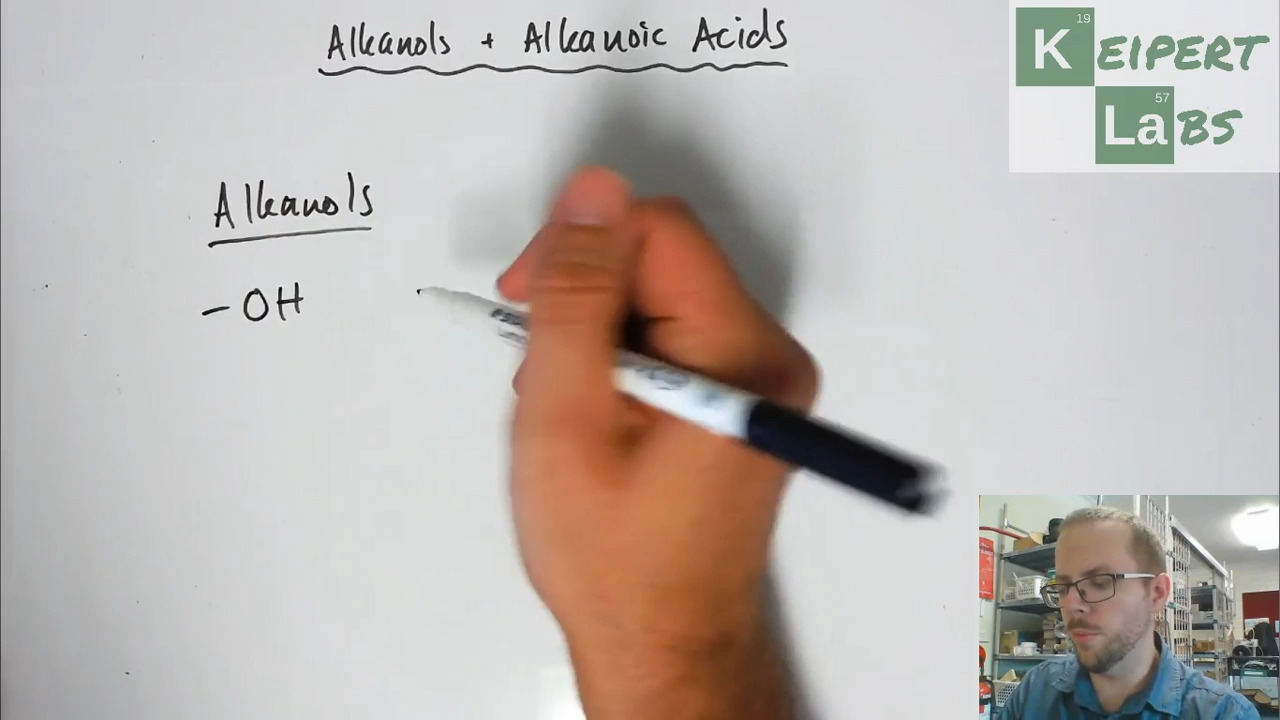 Alkanols + Alkanoic Acids
19
KEIPERT
57
LaBS
Alkanols
- OH